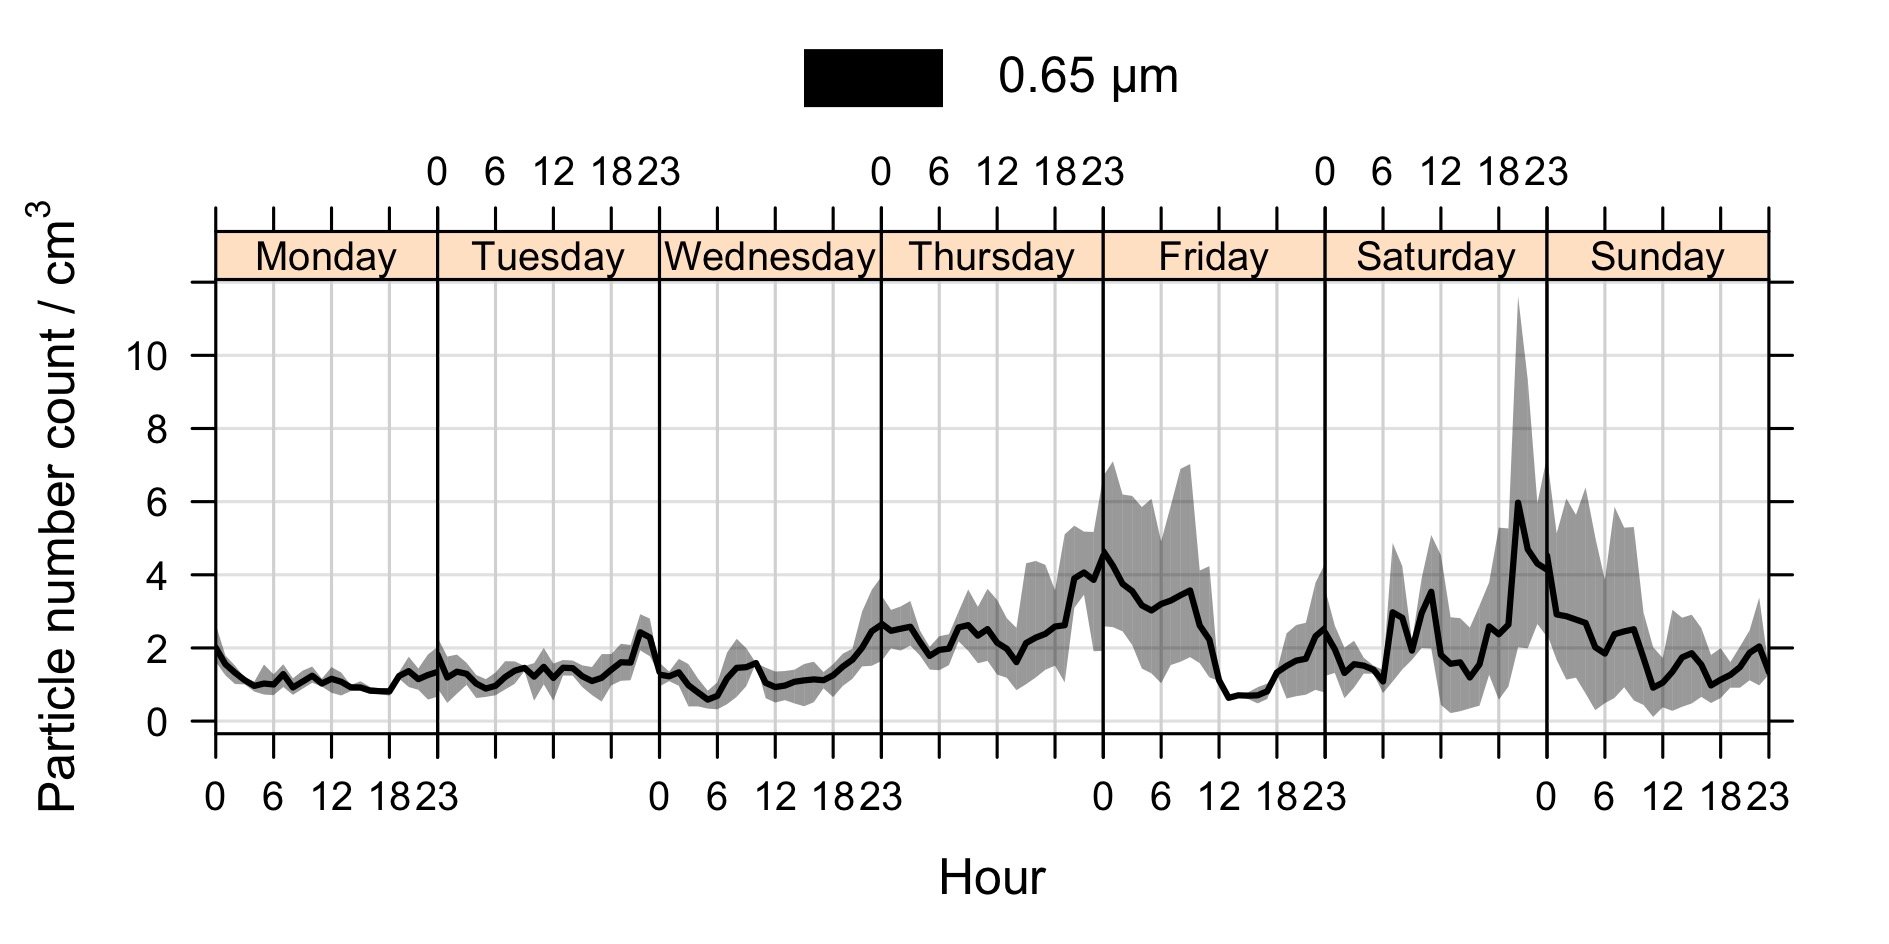 0.65 µm
0 6 12 18 23 0 6 12 18 23 0 6 12 18 23
Monday Tuesday Wednesday Thursday Friday Saturday Sunday
Particle number count / cm³
10
8
6
4
2
0
0 6 12 18 23 0 6 12 18 23 0 6 12 18 23 0 6 12 18 23
Hour